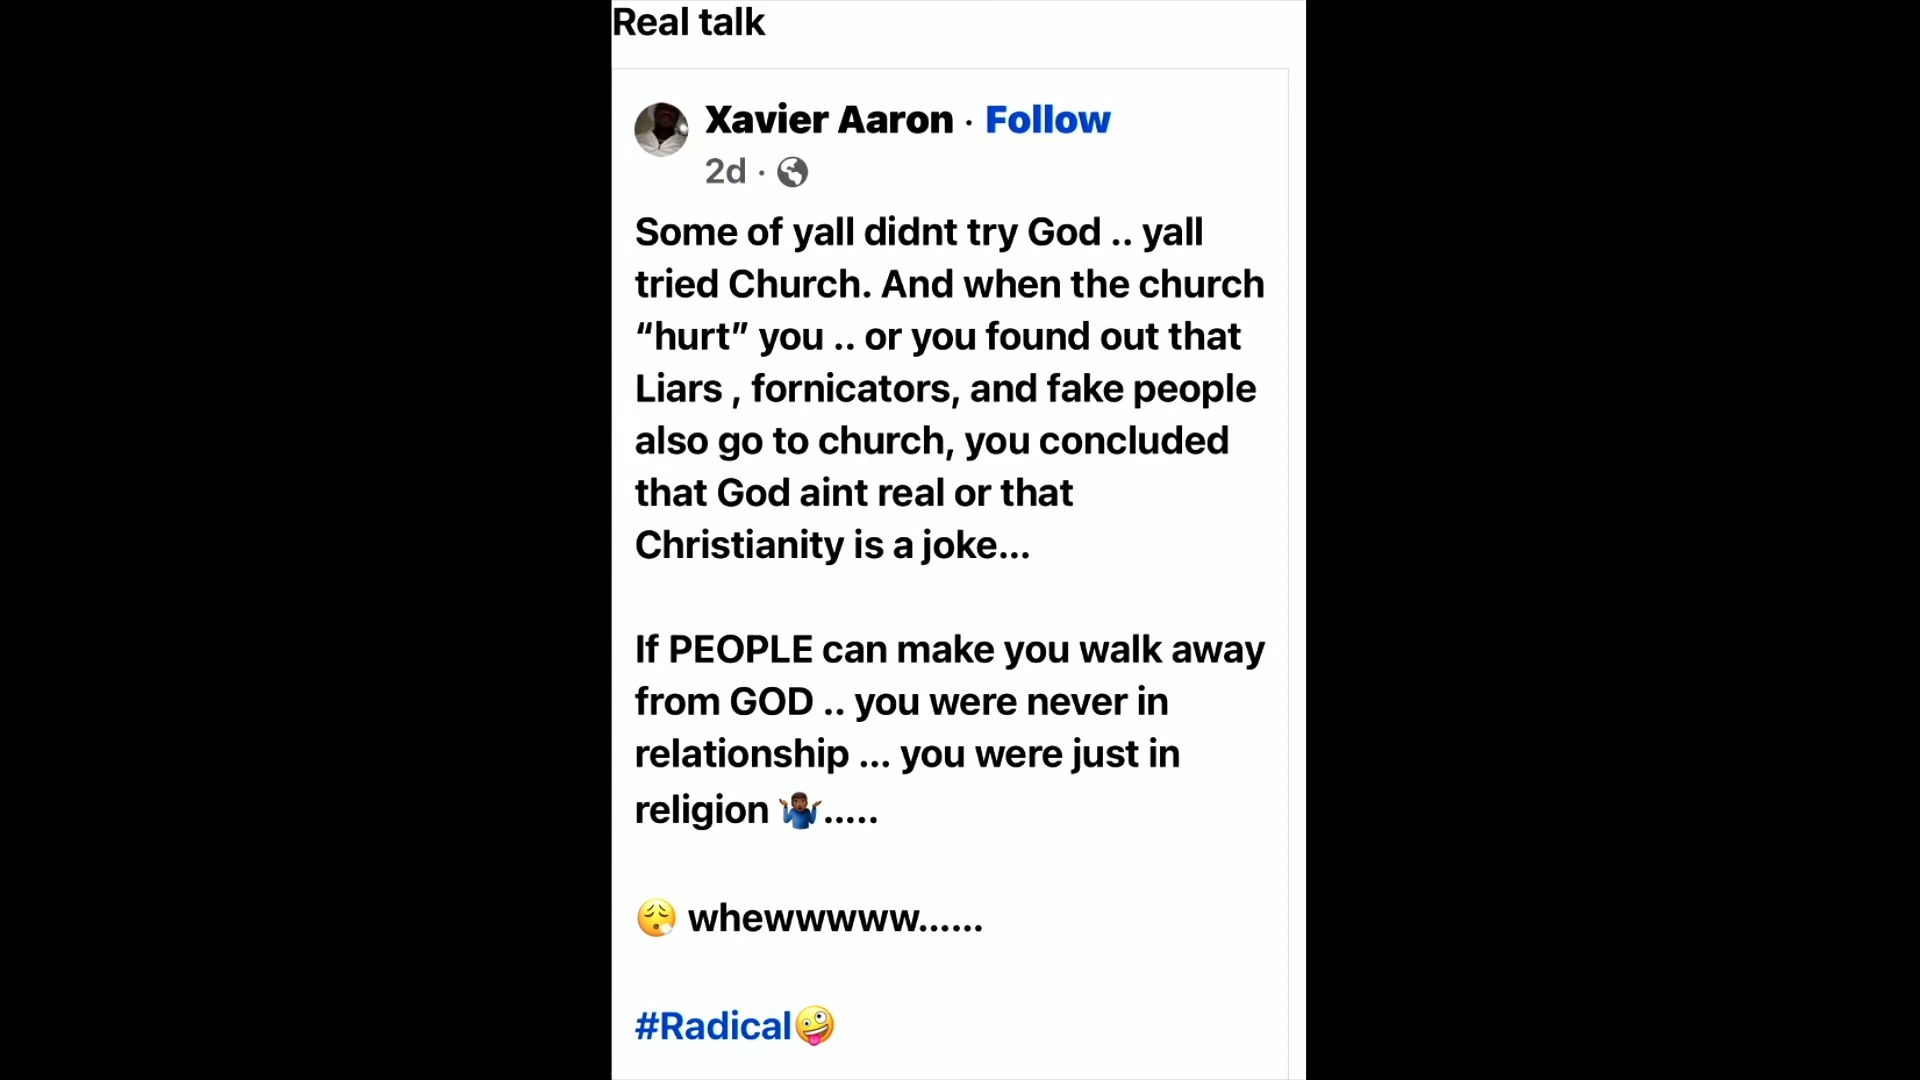 Real talk
Xavier Aaron · Follow
2d ·
Some of yall didnt try God .. yall
tried Church. And when the church
“hurt” you .. or you found out that
Liars , fornicators, and fake people
also go to church, you concluded
that God aint real or that
Christianity is a joke...
If PEOPLE can make you walk away
from GOD .. you were never in
relationship ... you were just in
religion 🤷🏾‍♂️.....
😮‍💨 whewwwww......
#Radical🤪